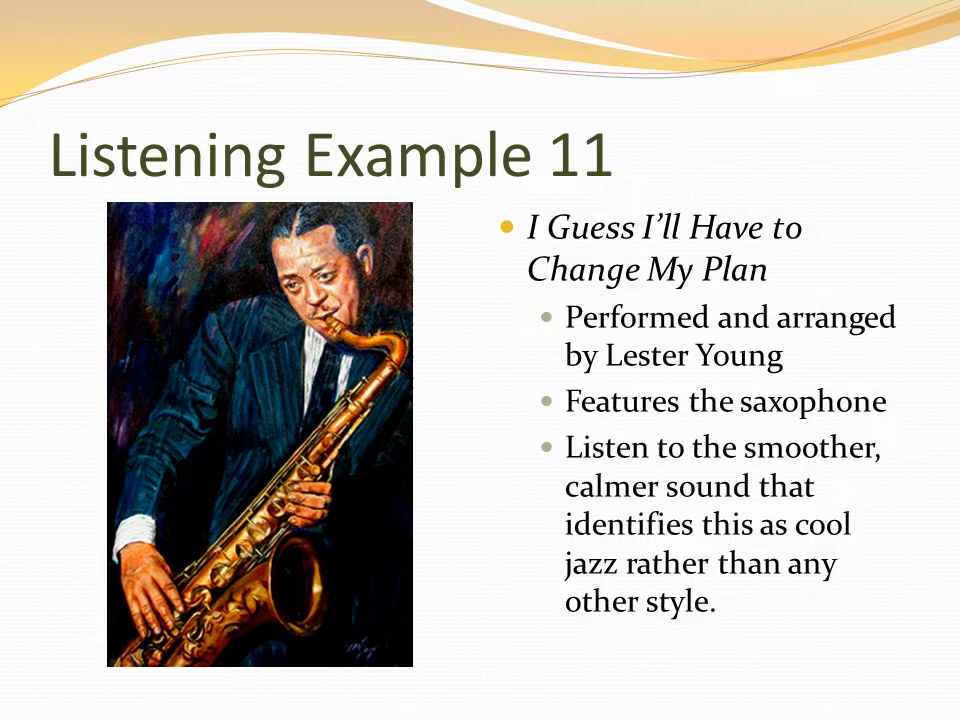 Listening Example 11
I Guess I’ll Have to
Change My Plan
Performed and arranged
by Lester Young
Features the saxophone
Listen to the smoother,
calmer sound that
identifies this as cool
jazz rather than any
other style.